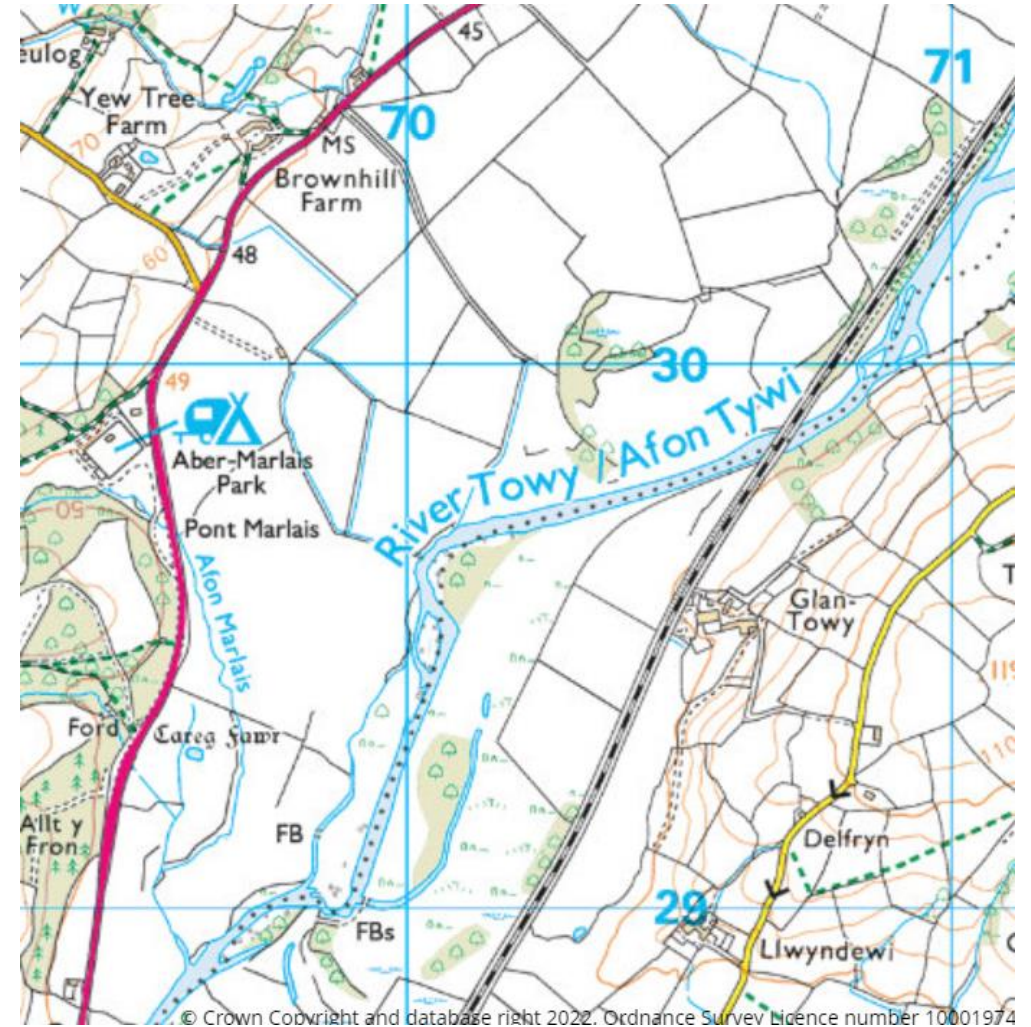 W
eulog
45
71
Yew Tree
Farm
70
70
MS
Brownhill
Farm
48
60
30
49
Aber-Marlais
Park
River Towy / Afon Tywi
50
Pont Marlais
Afon Marlais
Glan-
Towy
T
119
Ford
Careg Fawr
110
Allt y
Fron
FB
Delfryn
29
FBs
Llwyndewi
© Crown Copyright and database right 2022. Ordnance Survey Licence number 10001974